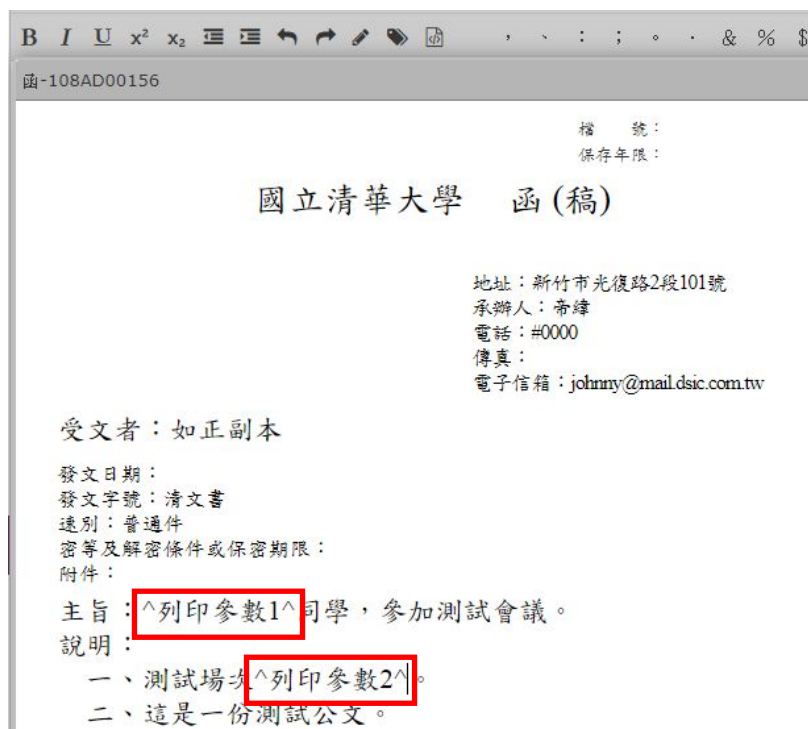 B I U x² x₂ , 、 : ; 。 · & % $
函-108AD00156
檔　號：
保存年限：
國立清華大學　函(稿)
地址：新竹市光復路2段101號
承辦人：帝緯
電話：#0000
傳真：
電子信箱：johnny@mail.dsic.com.tw
受文者：如正副本
發文日期：
發文字號：清文書
速別：普通件
密等及解密條件或保密期限：
附件：
主旨：^列印參數1^同學，參加測試會議。
說明：
一、測試場次^列印參數2^。
二、這是一份測試公文。